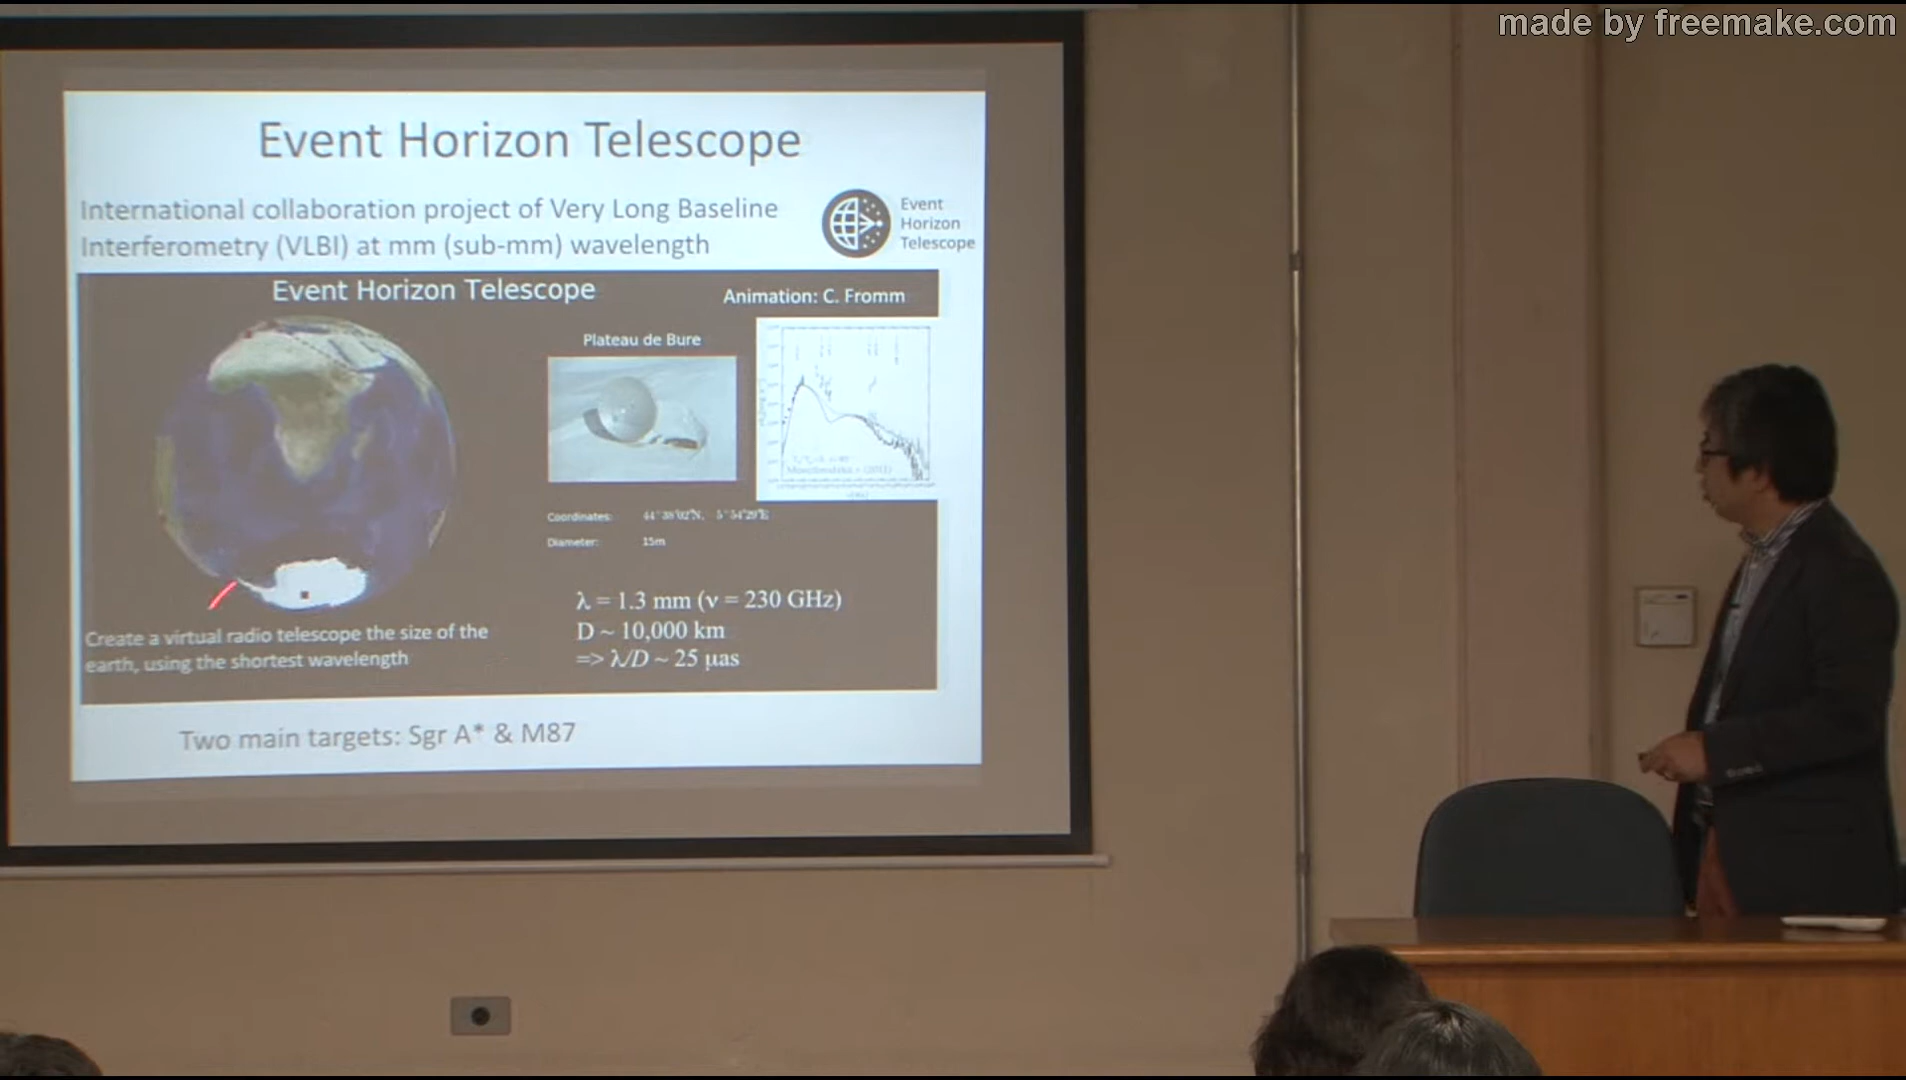 made by freemake.com
Event Horizon Telescope
International collaboration project of Very Long Baseline
Interferometry (VLBI) at mm (sub-mm) wavelength
Event
Horizon
Telescope
Event Horizon Telescope
Animation: C. Fromm
Plateau de Bure
Coordinates:
Diameter: 15m
λ = 1.3 mm (ν = 230 GHz)
D ~ 10,000 km
=> λ/D ~ 25 μas
Create a virtual radio telescope the size of the
earth, using the shortest wavelength
Two main targets: Sgr A* & M87